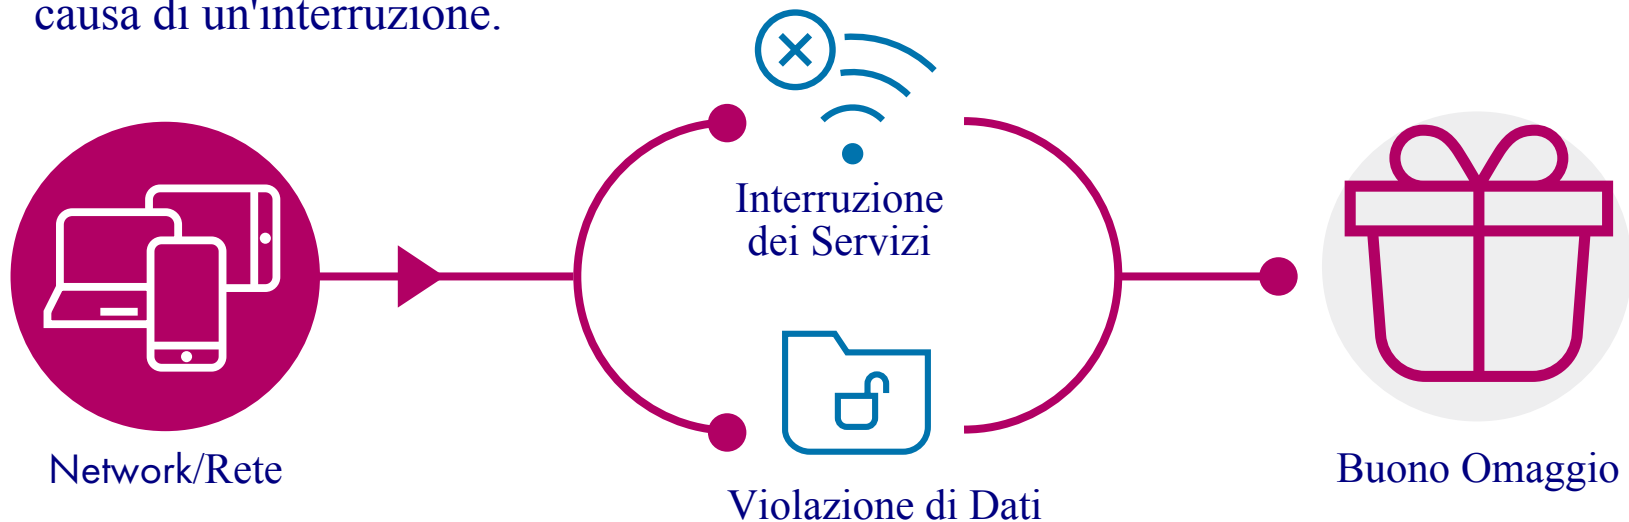 causa di un'interruzione.
Interruzione
dei Servizi
Network/Rete
Violazione di Dati
Buono Omaggio